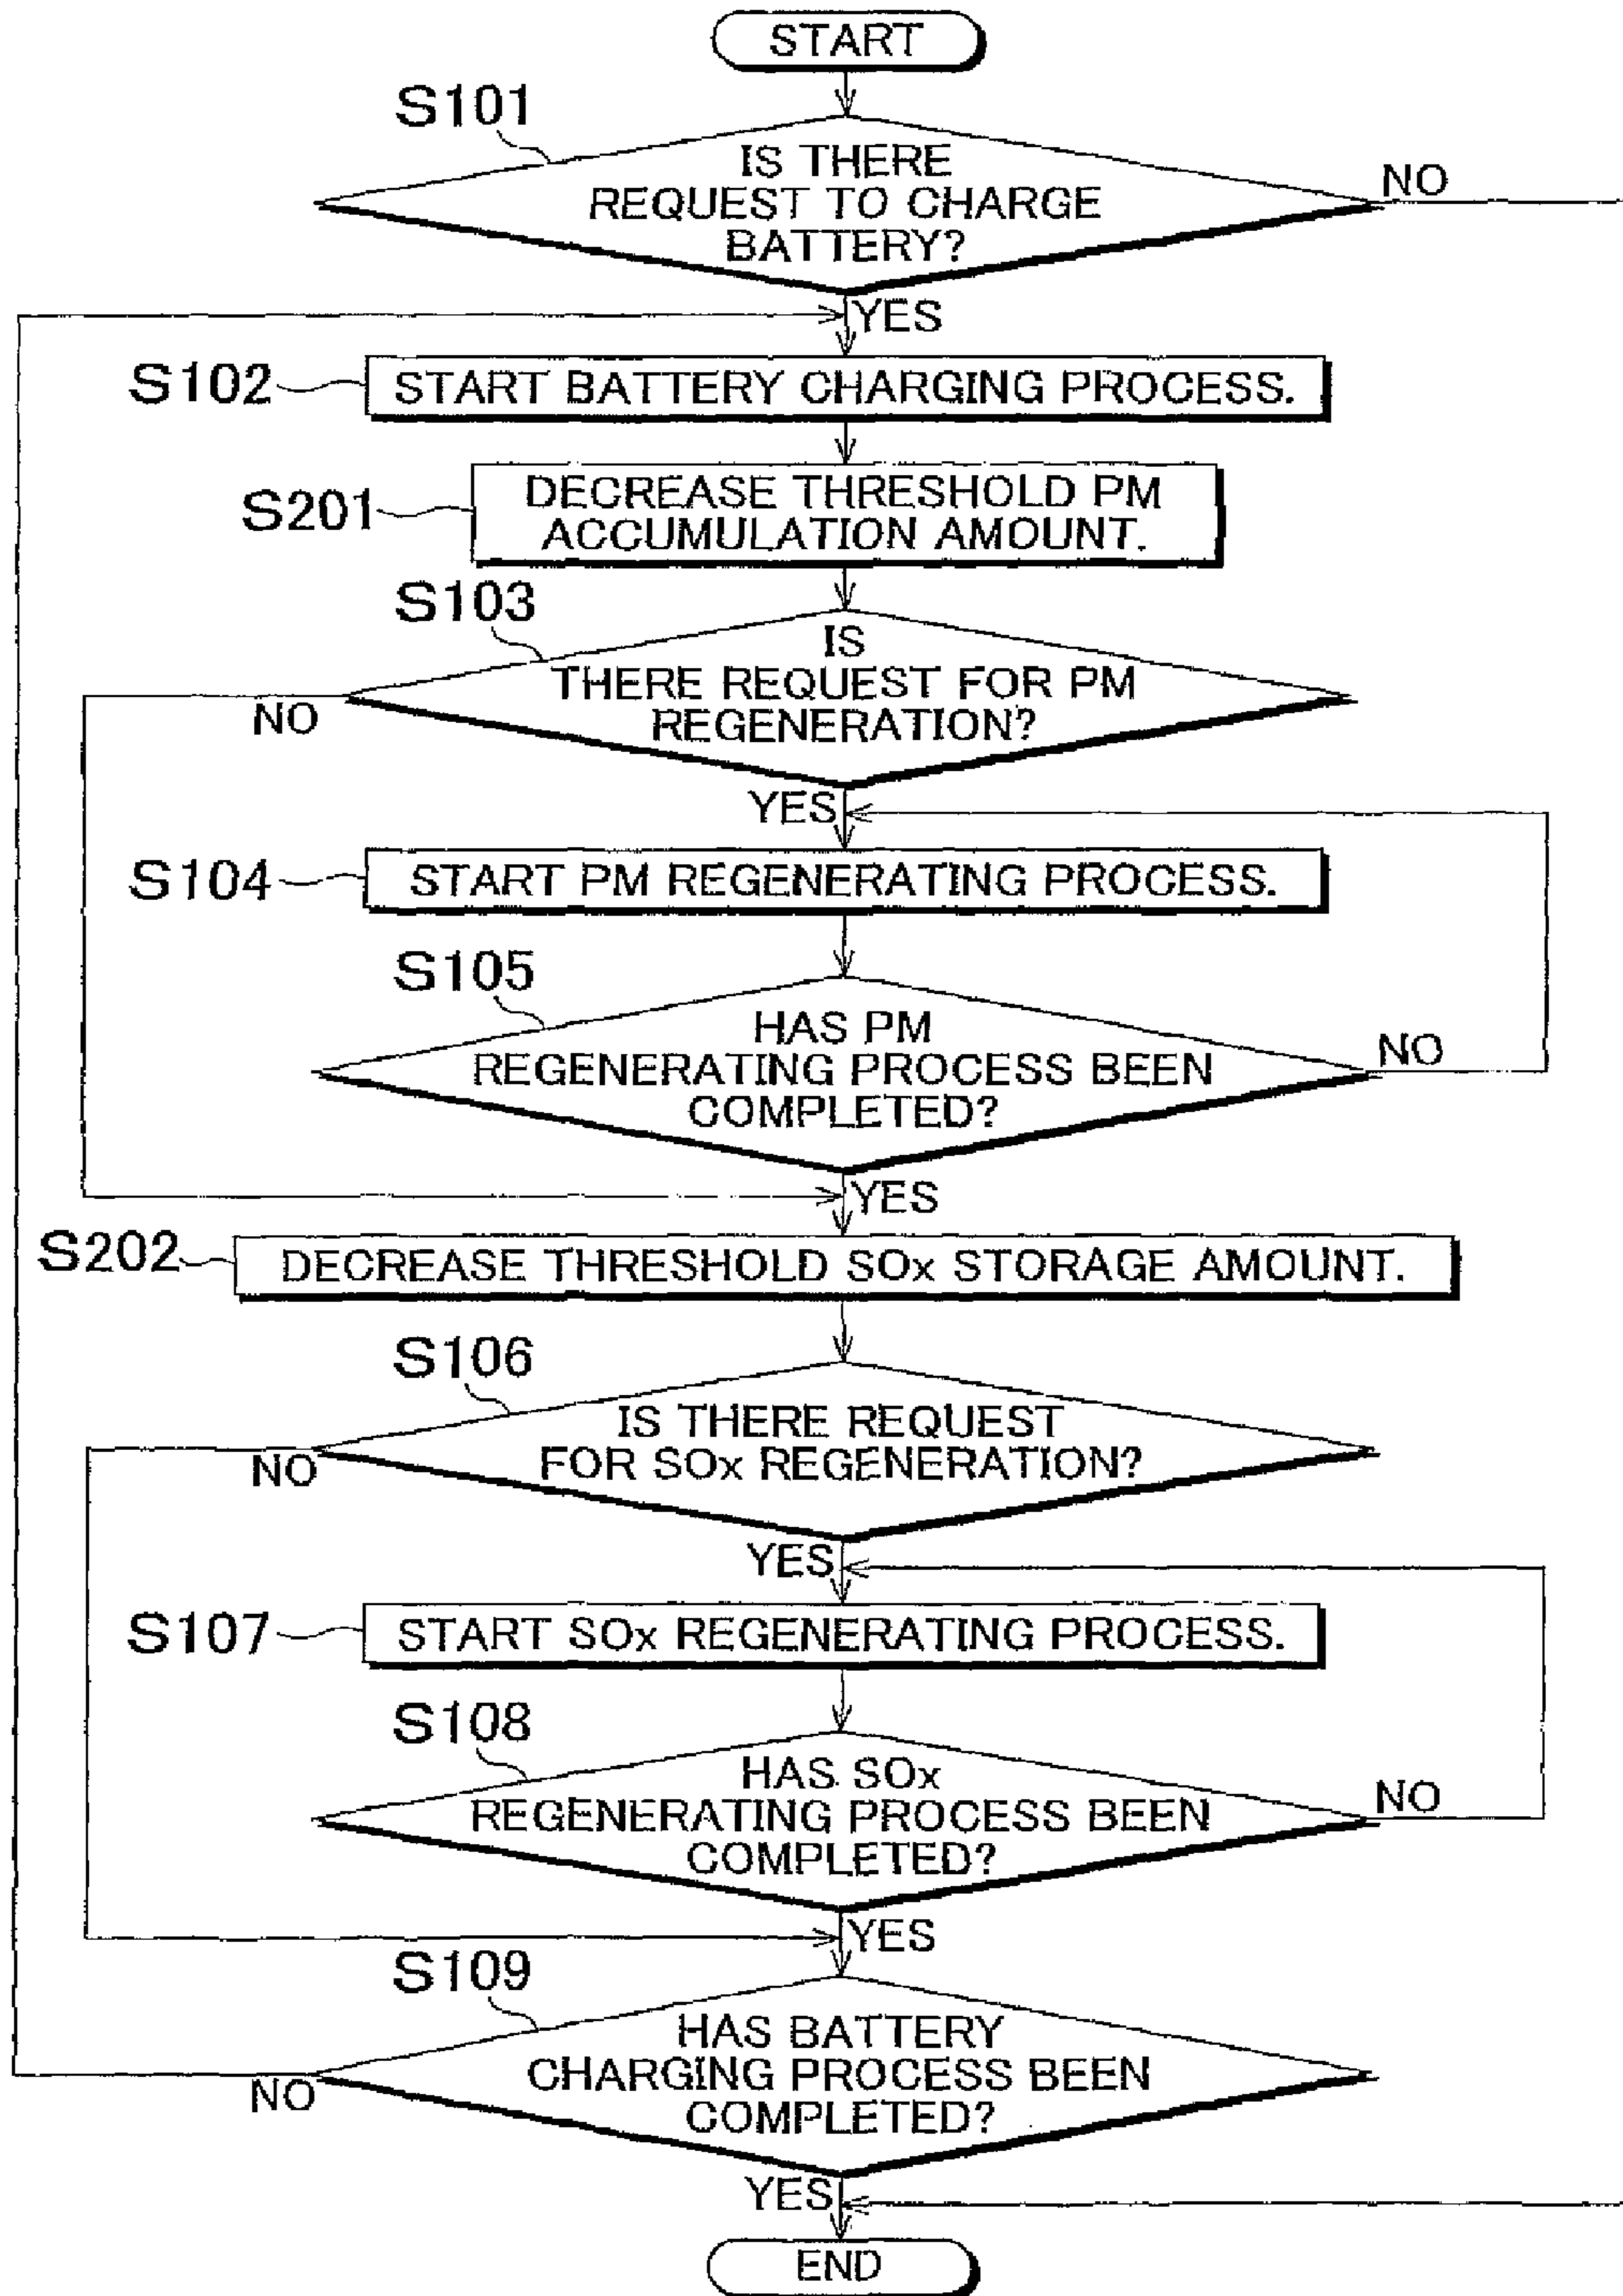 START
S101
IS THERE
REQUEST TO CHARGE
BATTERY?
NO
YES
S102
START BATTERY CHARGING PROCESS.
S201
DECREASE THRESHOLD PM
ACCUMULATION AMOUNT.
S103
IS
THERE REQUEST FOR PM
REGENERATION?
NO
YES
S104
START PM REGENERATING PROCESS.
S105
HAS PM
REGENERATING PROCESS BEEN
COMPLETED?
NO
YES
S202
DECREASE THRESHOLD SOx STORAGE AMOUNT.
S106
IS THERE REQUEST
FOR SOx REGENERATION?
NO
YES
S107
START SOx REGENERATING PROCESS.
S108
HAS SOx
REGENERATING PROCESS BEEN
COMPLETED?
NO
YES
S109
HAS BATTERY
CHARGING PROCESS BEEN
COMPLETED?
NO
YES
END